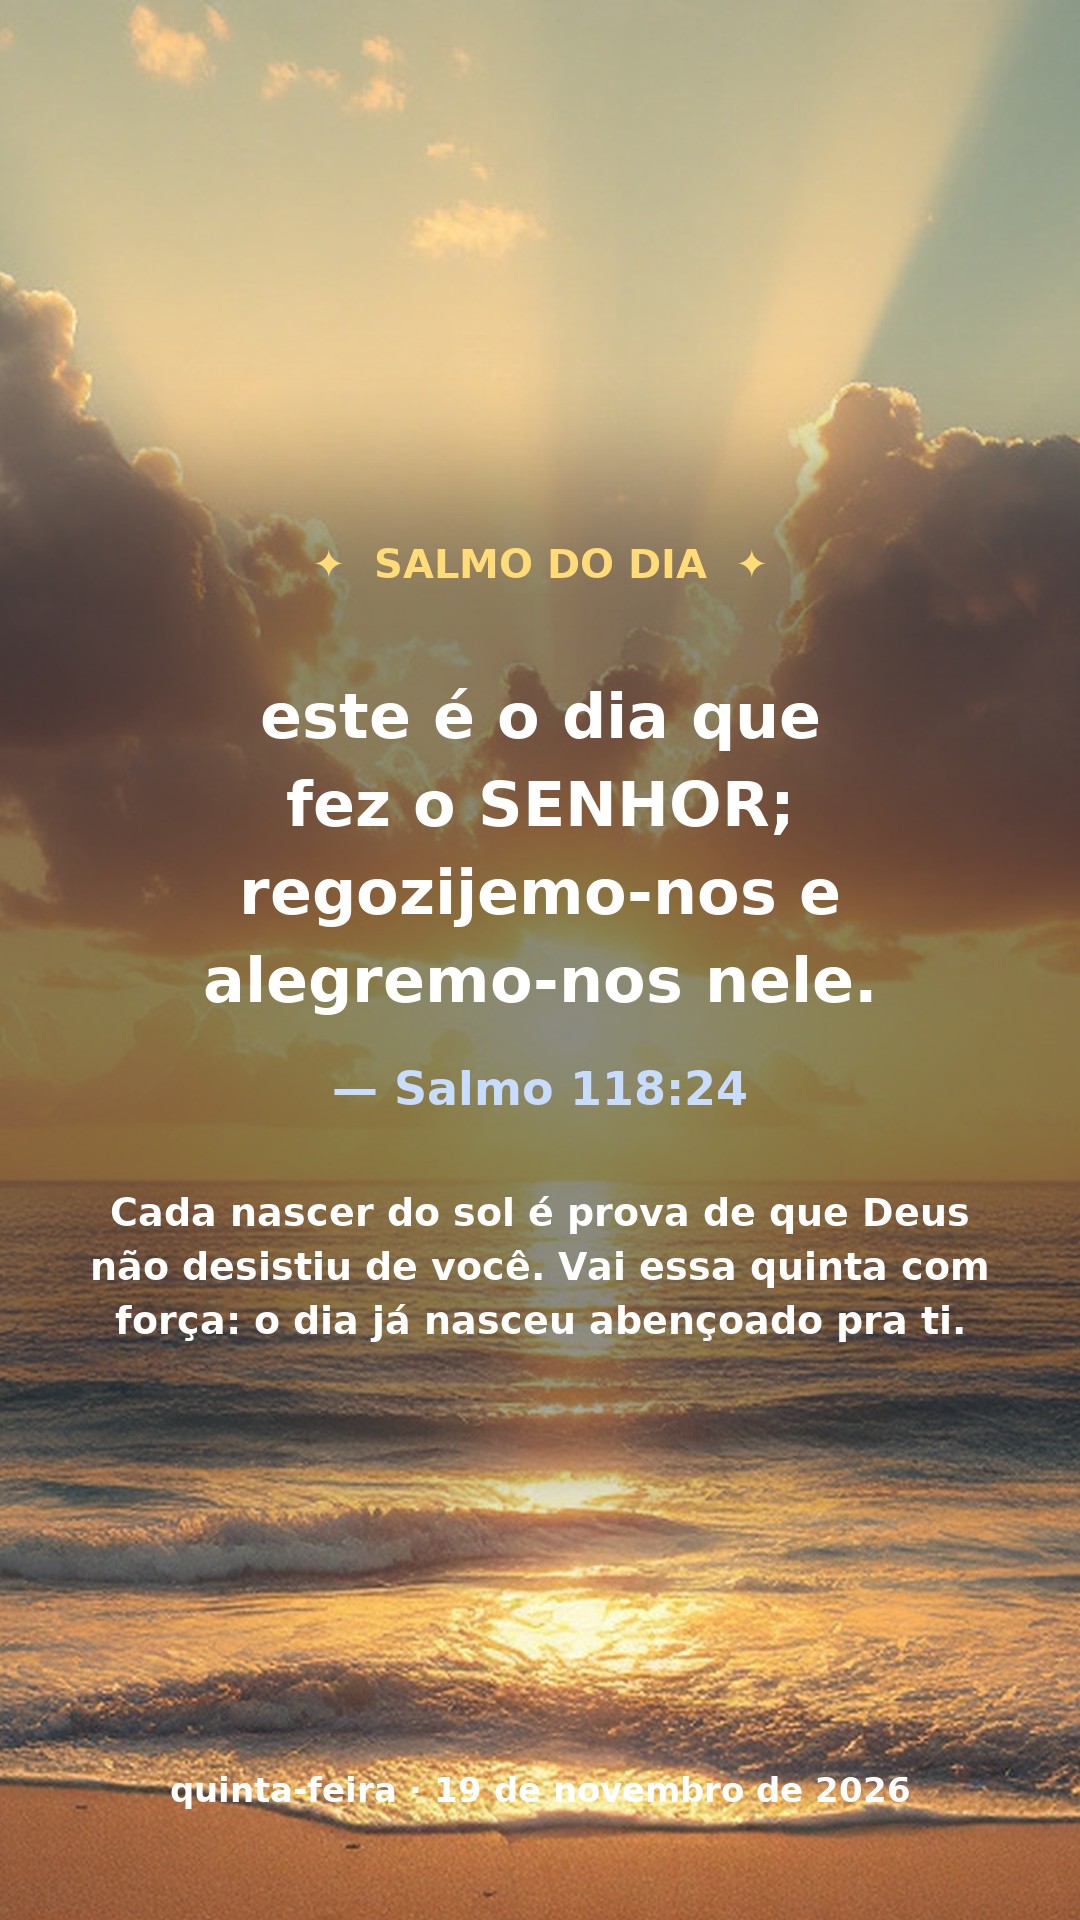 ✦ SALMO DO DIA ✦
este é o dia que
fez o SENHOR;
regozijemo-nos e
alegremo-nos nele.
— Salmo 118:24
Cada nascer do sol é prova de que Deus
não desistiu de você. Vai essa quinta com
força: o dia já nasceu abençoado pra ti.
quinta-feira · 19 de novembro de 2026